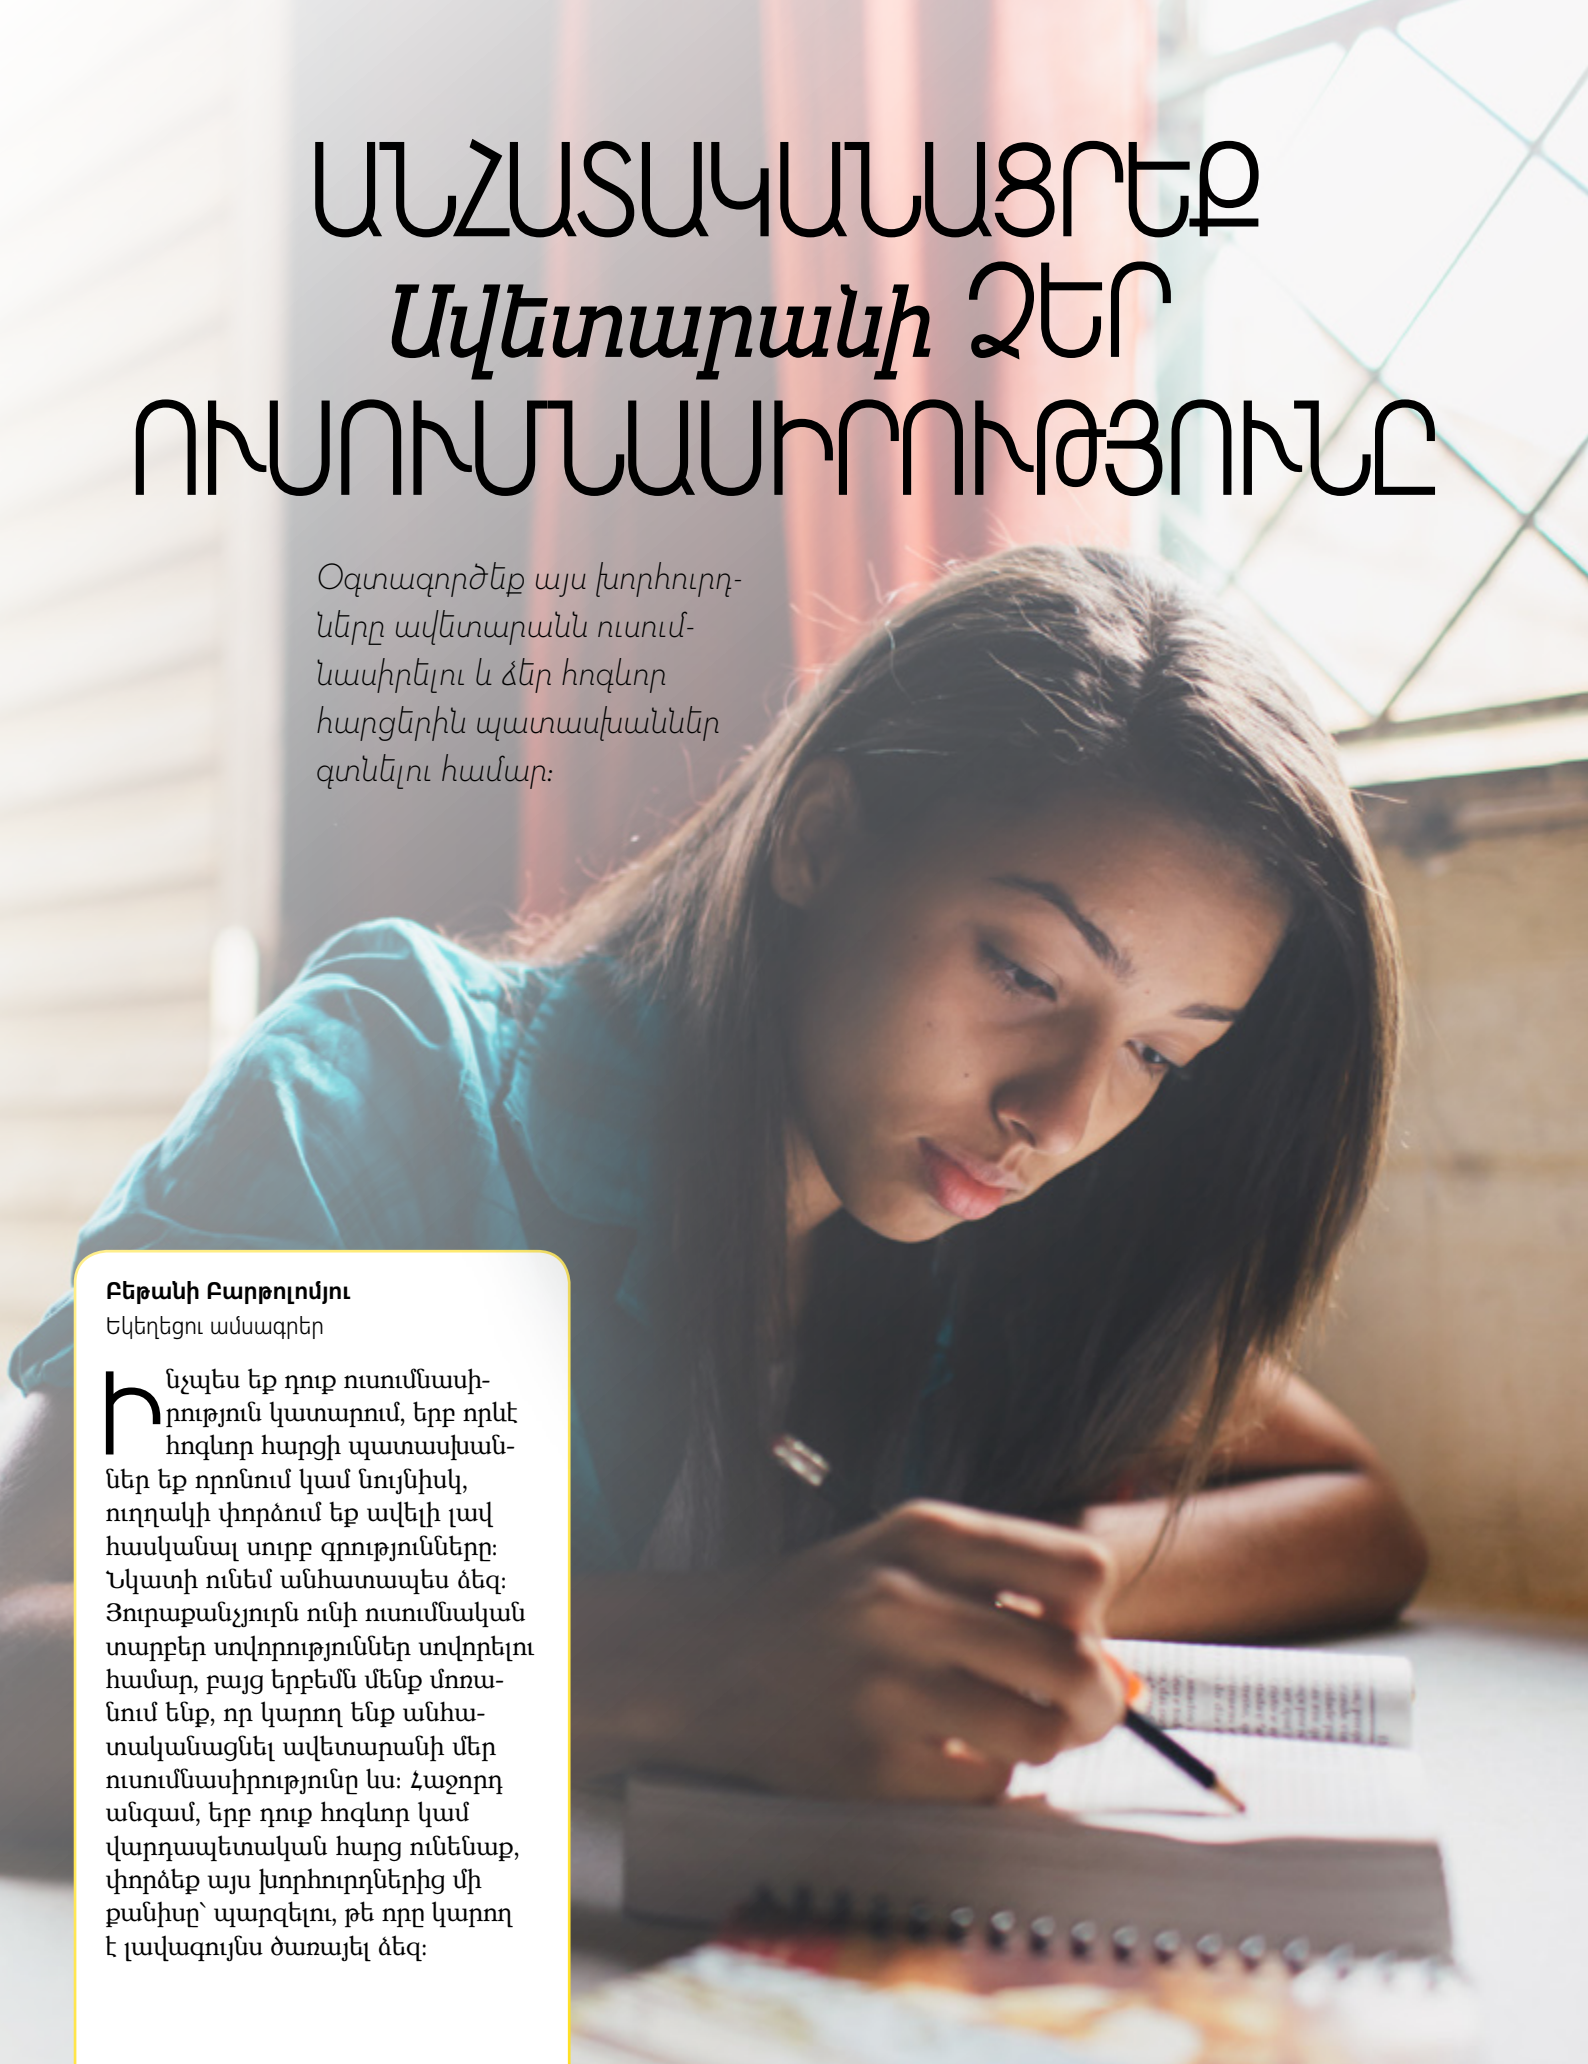 ԱՆՀԱՏԱԿԱՆԱՑՐԵՔ
Ավետարանի ՁԵՐ
ՈՒՍՈՒՄՆԱՍԻՐՈՒԹՅՈՒՆԸ
Օգտագործեք այս խորհուրդ-
ները ավետարանն ուսում-
նասիրելու և ձեր հոգևոր
հարցերին պատասխաններ
գտնելու համար։
Բեթանի Բարթոլոմյու
Եկեղեցու ամսագրեր
Ինչպես եք դուք ուսումնասի-
րություն կատարում, երբ որևէ
հոգևոր հարցի պատասխան-
ներ եք որոնում կամ նույնիսկ,
ուղղակի փորձում եք ավելի լավ
հասկանալ սուրբ գրությունները։
Նկատի ունեմ անհատապես ձեզ։
Յուրաքանչյուրն ունի ուսումնական
տարբեր սովորություններ սովորելու
համար, բայց երբեմն մենք մոռա-
նում ենք, որ կարող ենք անհա-
տականացնել ավետարանի մեր
ուսումնասիրությունը ևս։ Հաջորդ
անգամ, երբ դուք հոգևոր կամ
վարդապետական հարց ունենաք,
փորձեք այս խորհուրդներից մի
քանիսը՝ պարզելու, թե որը կարող
է լավագույնս ծառայել ձեզ։